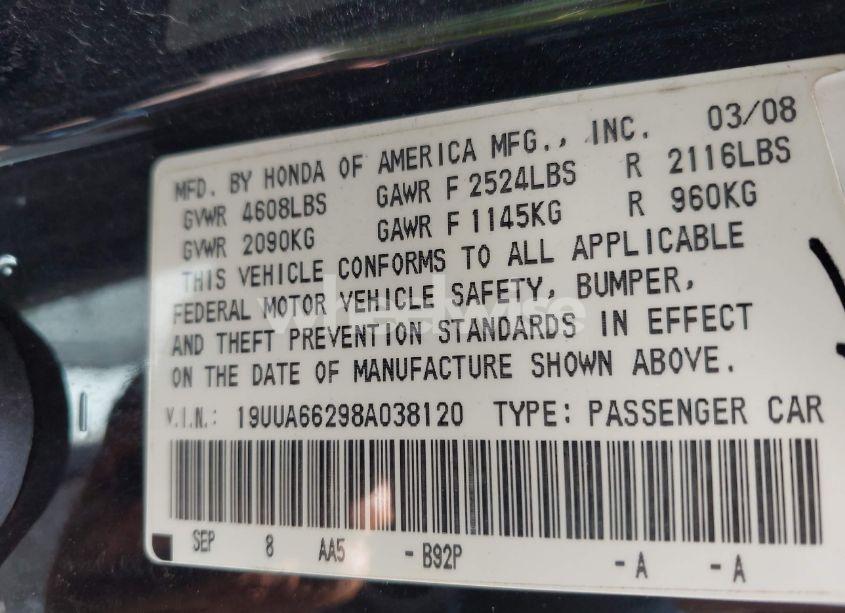 MFD. BY HONDA OF AMERICA MFG., INC. 03/08
GVWR 4608LBS GAWR F 2524LBS R 2116LBS
GVWR 2090KG GAWR F 1145KG R 960KG
THIS VEHICLE CONFORMS TO ALL APPLICABLE
FEDERAL MOTOR VEHICLE SAFETY, BUMPER,
AND THEFT PREVENTION STANDARDS IN EFFECT
ON THE DATE OF MANUFACTURE SHOWN ABOVE.
V.I.N.: 19UUA66298A038120 TYPE: PASSENGER CAR
SEP 8 AA5 - B92P - A - A
wheelwise